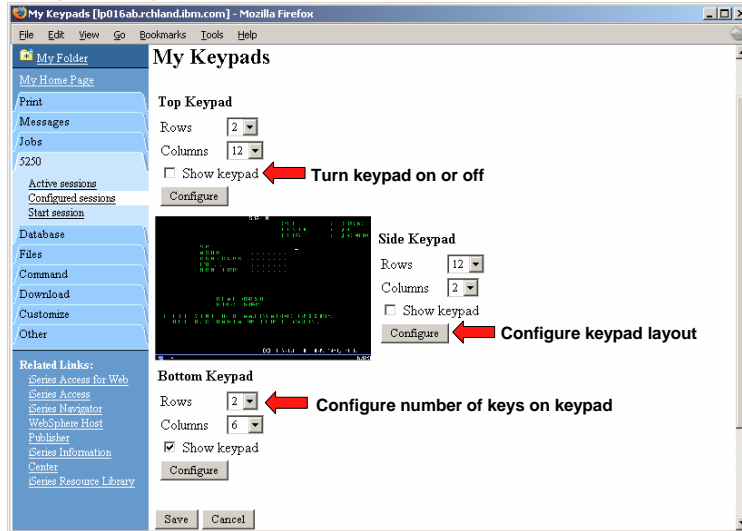 My Keypads [lp016ab.rchland.ibm.com] - Mozilla Firefox
File Edit View Go Bookmarks Tools Help
My Folder
My Home Page
Print
Messages
Jobs
5250
Active sessions
Configured sessions
Start session
Database
Files
Command
Download
Customize
Other
Related Links:
iSeries Access for Web
iSeries Access
iSeries Navigator
WebSphere Host
Publisher
iSeries Information
Center
iSeries Resource Library
My Keypads
Top Keypad
Rows 2
Columns 12
Show keypad
Turn keypad on or off
Configure
Side Keypad
Rows 12
Columns 2
Show keypad
Configure
Configure keypad layout
Bottom Keypad
Rows 2
Configure number of keys on keypad
Columns 6
Show keypad
Configure
Save Cancel